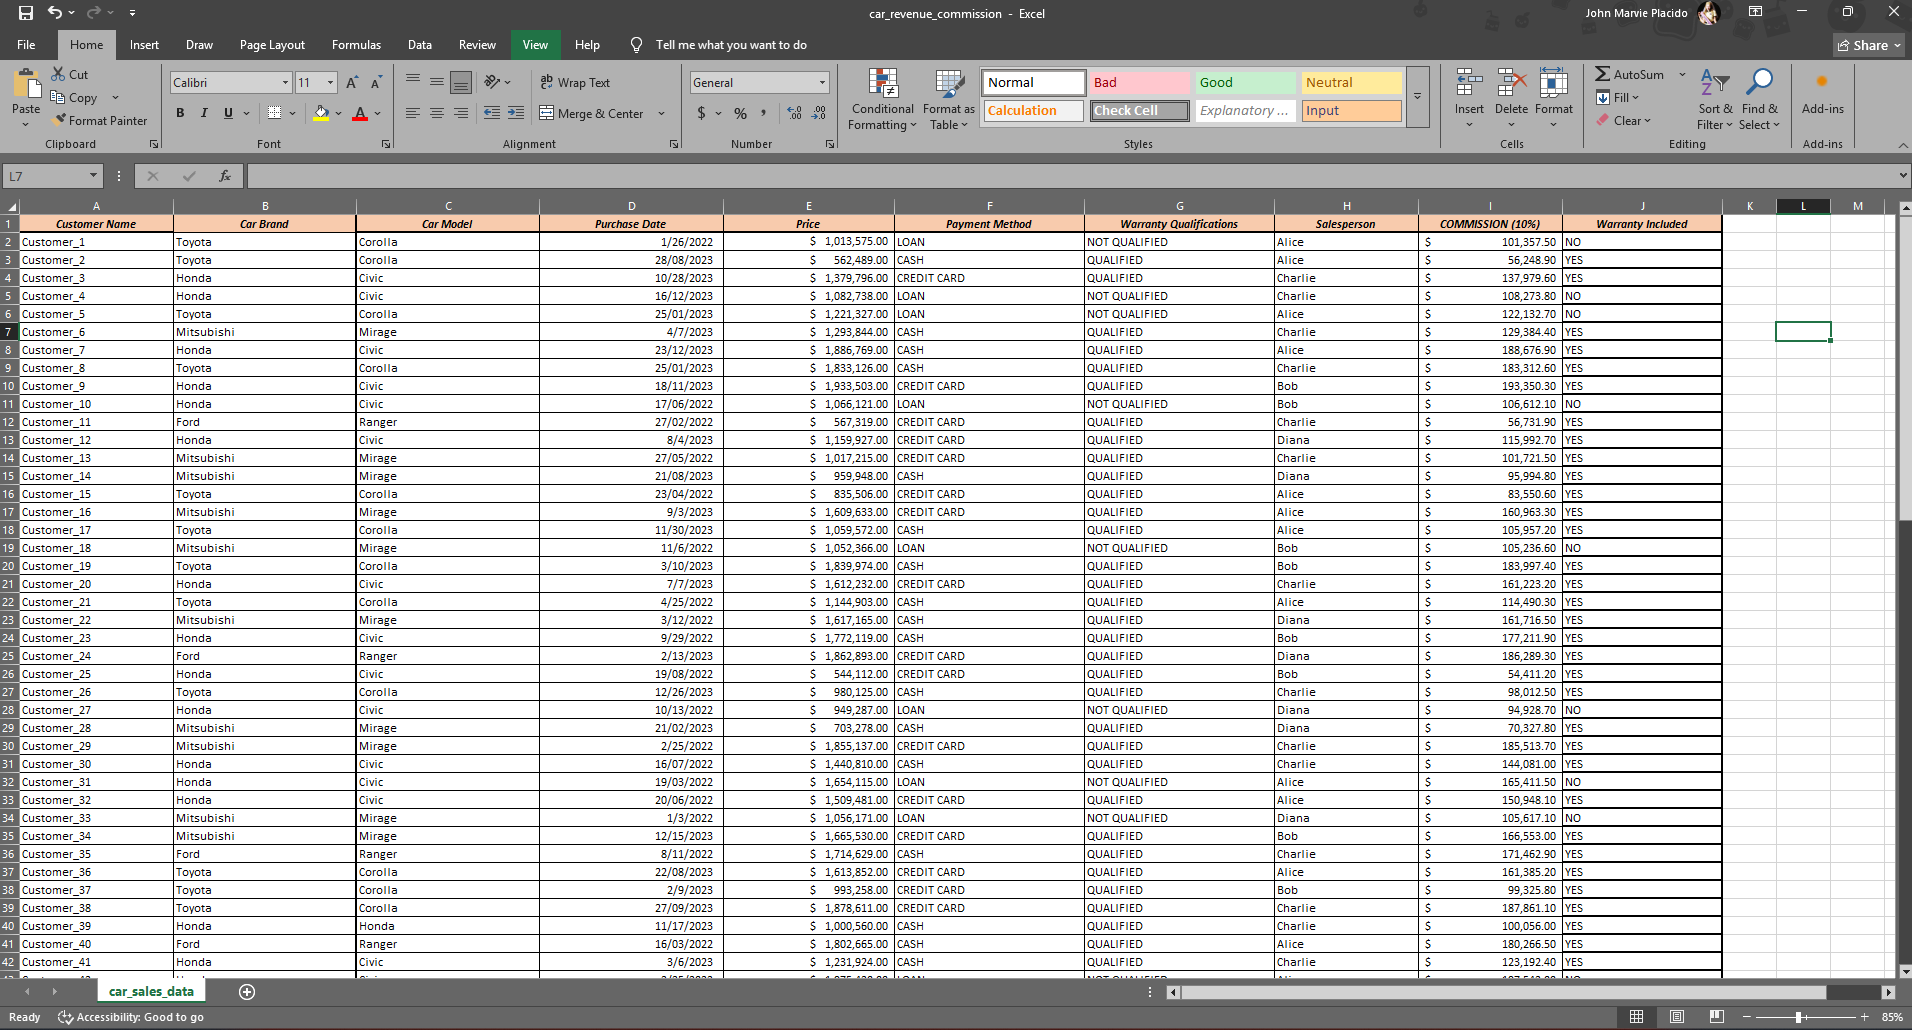 car_revenue_commission - Excel
John Marvie Placido
File Home Insert Draw Page Layout Formulas Data Review View Help Tell me what you want to do
Share
Paste
Cut
Copy
Format Painter
Clipboard
Calibri 11
B I U
Font
Wrap Text
Merge & Center
Alignment
General
$ % ,
Number
Conditional Formatting
Format as Table
Normal Bad Good Neutral
Calculation Check Cell Explanatory ... Input
Styles
Insert Delete Format
Cells
AutoSum
Fill
Clear
Sort & Filter
Find & Select
Editing
Add-ins
Add-ins
L7 fx
A B C D E F G H I J K L M
1 Customer Name Car Brand Car Model Purchase Date Price Payment Method Warranty Qualifications Salesperson COMMISSION (10%) Warranty Included
2 Customer_1 Toyota Corolla 1/26/2022 $ 1,013,575.00 LOAN NOT QUALIFIED Alice $ 101,357.50 NO
3 Customer_2 Toyota Corolla 28/08/2023 $ 562,489.00 CASH QUALIFIED Alice $ 56,248.90 YES
4 Customer_3 Honda Civic 10/28/2023 $ 1,379,796.00 CREDIT CARD QUALIFIED Charlie $ 137,979.60 YES
5 Customer_4 Honda Civic 16/12/2023 $ 1,082,738.00 LOAN NOT QUALIFIED Charlie $ 108,273.80 NO
6 Customer_5 Toyota Corolla 25/01/2023 $ 1,221,327.00 LOAN NOT QUALIFIED Alice $ 122,132.70 NO
7 Customer_6 Mitsubishi Mirage 4/7/2023 $ 1,293,844.00 CASH QUALIFIED Charlie $ 129,384.40 YES
8 Customer_7 Honda Civic 23/12/2023 $ 1,886,769.00 CASH QUALIFIED Alice $ 188,676.90 YES
9 Customer_8 Toyota Corolla 25/01/2023 $ 1,833,126.00 CASH QUALIFIED Charlie $ 183,312.60 YES
10 Customer_9 Honda Civic 18/11/2023 $ 1,933,503.00 CREDIT CARD QUALIFIED Bob $ 193,350.30 YES
11 Customer_10 Honda Civic 17/06/2022 $ 1,066,121.00 LOAN NOT QUALIFIED Bob $ 106,612.10 NO
12 Customer_11 Ford Ranger 27/02/2022 $ 567,319.00 CREDIT CARD QUALIFIED Charlie $ 56,731.90 YES
13 Customer_12 Honda Civic 8/4/2023 $ 1,159,927.00 CREDIT CARD QUALIFIED Diana $ 115,992.70 YES
14 Customer_13 Mitsubishi Mirage 27/05/2022 $ 1,017,215.00 CREDIT CARD QUALIFIED Charlie $ 101,721.50 YES
15 Customer_14 Mitsubishi Mirage 21/08/2023 $ 959,948.00 CASH QUALIFIED Diana $ 95,994.80 YES
16 Customer_15 Toyota Corolla 23/04/2022 $ 835,506.00 CREDIT CARD QUALIFIED Alice $ 83,550.60 YES
17 Customer_16 Mitsubishi Mirage 9/3/2023 $ 1,609,633.00 CREDIT CARD QUALIFIED Alice $ 160,963.30 YES
18 Customer_17 Toyota Corolla 11/30/2023 $ 1,059,572.00 CASH QUALIFIED Alice $ 105,957.20 YES
19 Customer_18 Mitsubishi Mirage 11/6/2022 $ 1,052,366.00 LOAN NOT QUALIFIED Bob $ 105,236.60 NO
20 Customer_19 Toyota Corolla 3/10/2023 $ 1,839,974.00 CASH QUALIFIED Bob $ 183,997.40 YES
21 Customer_20 Honda Civic 7/7/2023 $ 1,612,232.00 CREDIT CARD QUALIFIED Charlie $ 161,223.20 YES
22 Customer_21 Toyota Corolla 4/25/2022 $ 1,144,903.00 CASH QUALIFIED Alice $ 114,490.30 YES
23 Customer_22 Mitsubishi Mirage 3/12/2022 $ 1,617,165.00 CASH QUALIFIED Diana $ 161,716.50 YES
24 Customer_23 Honda Civic 9/29/2022 $ 1,772,119.00 CASH QUALIFIED Bob $ 177,211.90 YES
25 Customer_24 Ford Ranger 2/13/2023 $ 1,862,893.00 CREDIT CARD QUALIFIED Diana $ 186,289.30 YES
26 Customer_25 Honda Civic 19/08/2022 $ 544,112.00 CREDIT CARD QUALIFIED Bob $ 54,411.20 YES
27 Customer_26 Toyota Corolla 12/26/2023 $ 980,125.00 CASH QUALIFIED Charlie $ 98,012.50 YES
28 Customer_27 Honda Civic 10/13/2022 $ 949,287.00 LOAN NOT QUALIFIED Diana $ 94,928.70 NO
29 Customer_28 Mitsubishi Mirage 21/02/2023 $ 703,278.00 CASH QUALIFIED Diana $ 70,327.80 YES
30 Customer_29 Mitsubishi Mirage 2/25/2022 $ 1,855,137.00 CREDIT CARD QUALIFIED Charlie $ 185,513.70 YES
31 Customer_30 Honda Civic 16/07/2022 $ 1,440,810.00 CASH QUALIFIED Charlie $ 144,081.00 YES
32 Customer_31 Honda Civic 19/03/2022 $ 1,654,115.00 LOAN NOT QUALIFIED Alice $ 165,411.50 NO
33 Customer_32 Honda Civic 20/06/2022 $ 1,509,481.00 CREDIT CARD QUALIFIED Alice $ 150,948.10 YES
34 Customer_33 Mitsubishi Mirage 1/3/2022 $ 1,056,171.00 LOAN NOT QUALIFIED Diana $ 105,617.10 NO
35 Customer_34 Mitsubishi Mirage 12/15/2023 $ 1,665,530.00 CREDIT CARD QUALIFIED Bob $ 166,553.00 YES
36 Customer_35 Ford Ranger 8/11/2022 $ 1,714,629.00 CASH QUALIFIED Charlie $ 171,462.90 YES
37 Customer_36 Toyota Corolla 22/08/2023 $ 1,613,852.00 CREDIT CARD QUALIFIED Alice $ 161,385.20 YES
38 Customer_37 Toyota Corolla 2/9/2023 $ 993,258.00 CREDIT CARD QUALIFIED Bob $ 99,325.80 YES
39 Customer_38 Toyota Corolla 27/09/2023 $ 1,878,611.00 CREDIT CARD QUALIFIED Charlie $ 187,861.10 YES
40 Customer_39 Honda Honda 11/17/2023 $ 1,000,560.00 CASH QUALIFIED Charlie $ 100,056.00 YES
41 Customer_40 Ford Ranger 16/03/2022 $ 1,802,665.00 CASH QUALIFIED Alice $ 180,266.50 YES
42 Customer_41 Honda Civic 3/6/2023 $ 1,231,924.00 CASH QUALIFIED Charlie $ 123,192.40 YES
car_sales_data
Ready Accessibility: Good to go
85%